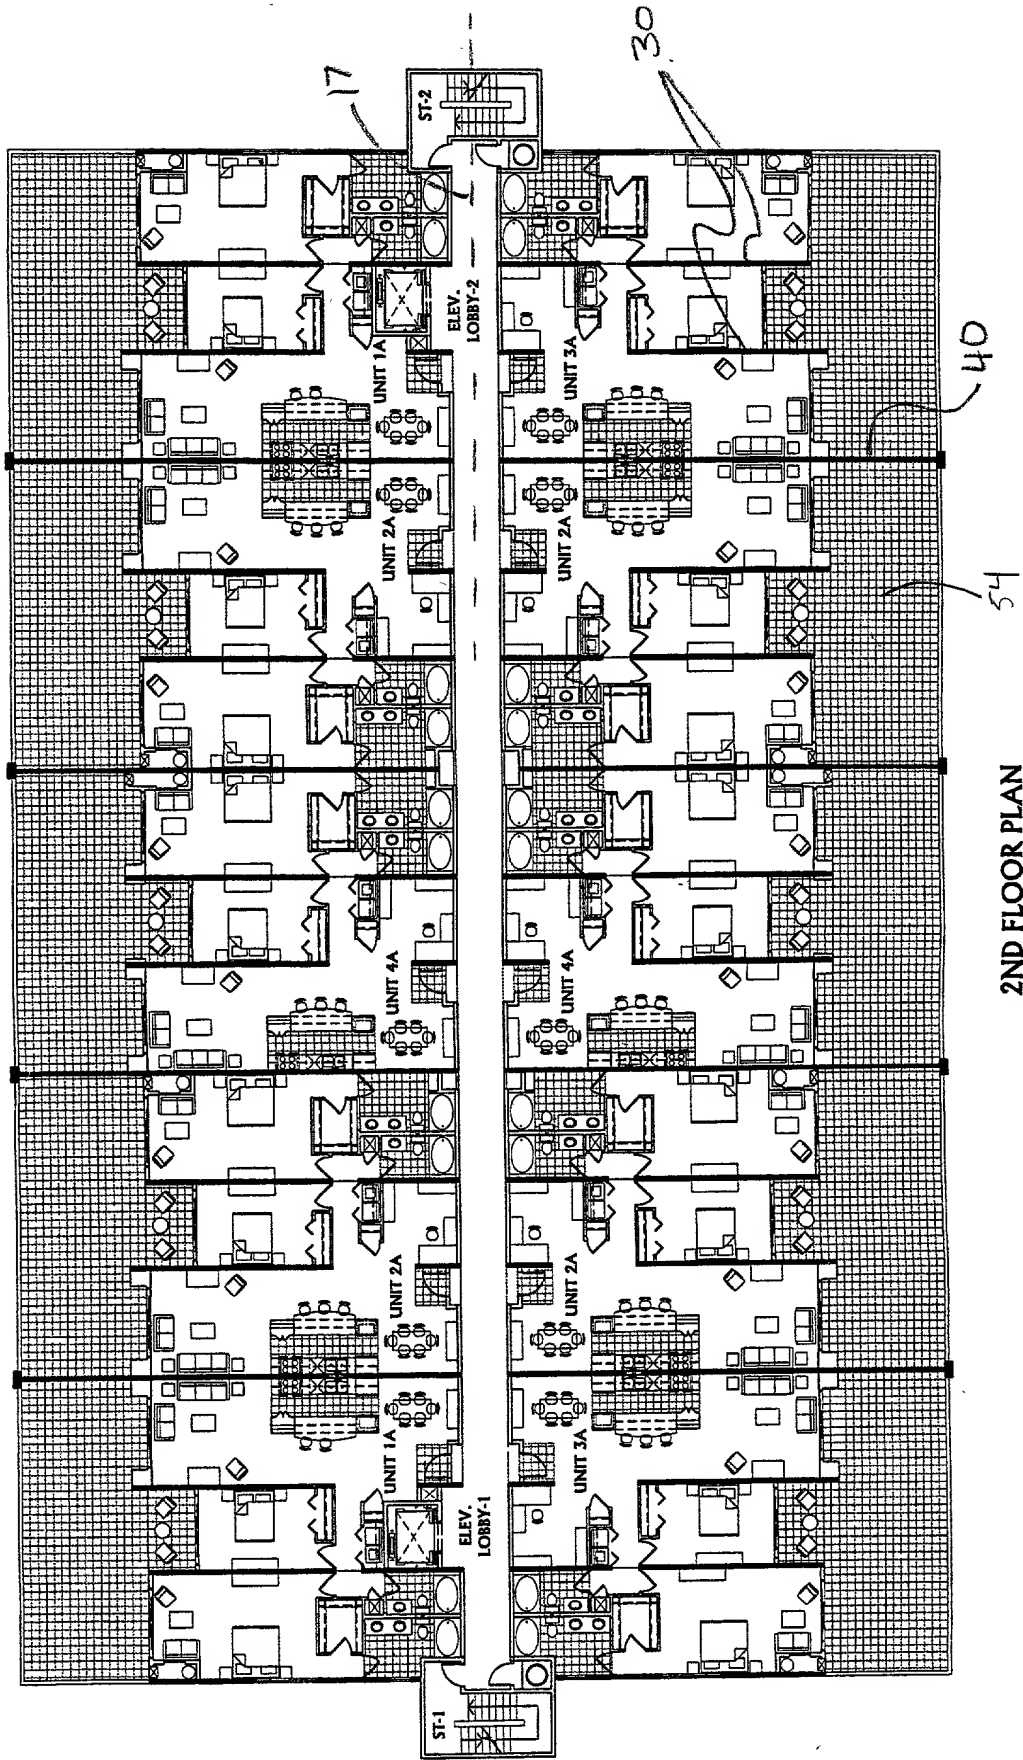 17
30
ST-2
ELEV.
LOBBY-2
UNIT 1A
UNIT 3A
40
UNIT 2A
UNIT 2A
54
2ND FLOOR PLAN
UNIT 4A
UNIT 4A
UNIT 2A
UNIT 2A
UNIT 1A
UNIT 3A
ELEV.
LOBBY-1
ST-1